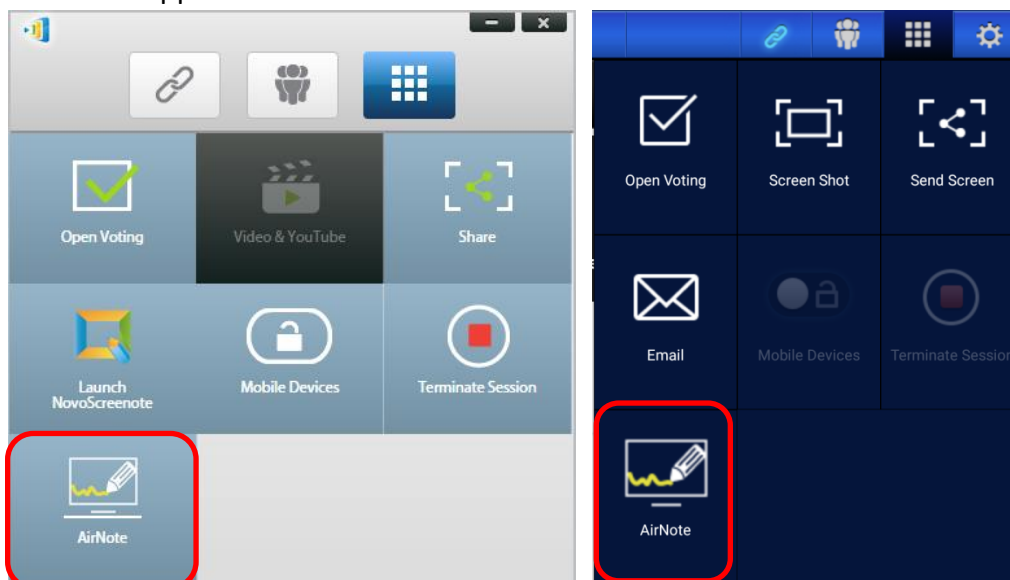 Open Voting
Video & YouTube
Share
Launch
NovoScreenote
Mobile Devices
Terminate Session
AirNote
Open Voting
Screen Shot
Send Screen
Email
Mobile Devices
Terminate Session
AirNote